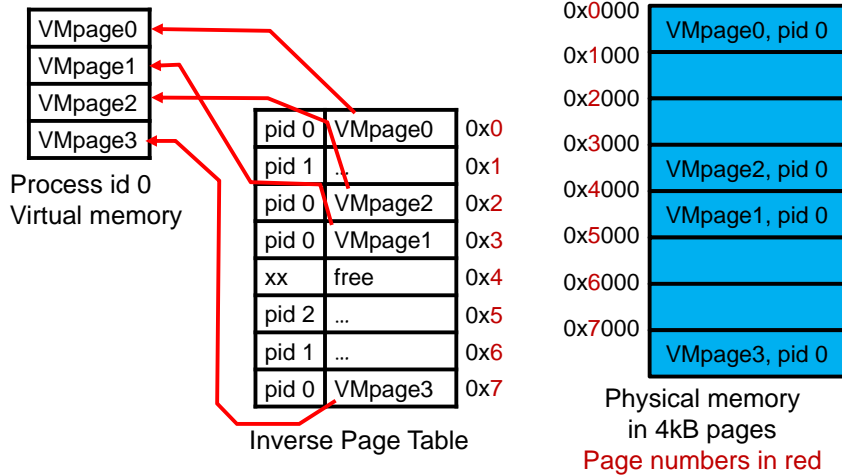 VMpage0
VMpage1
VMpage2
VMpage3
Process id 0
Virtual memory
pid 0 VMpage0 0x0
pid 1 ... 0x1
pid 0 VMpage2 0x2
pid 0 VMpage1 0x3
xx free 0x4
pid 2 ... 0x5
pid 1 ... 0x6
pid 0 VMpage3 0x7
Inverse Page Table
0x0000
VMpage0, pid 0
0x1000
0x2000
0x3000
VMpage2, pid 0
0x4000
VMpage1, pid 0
0x5000
0x6000
0x7000
VMpage3, pid 0
Physical memory
in 4kB pages
Page numbers in red